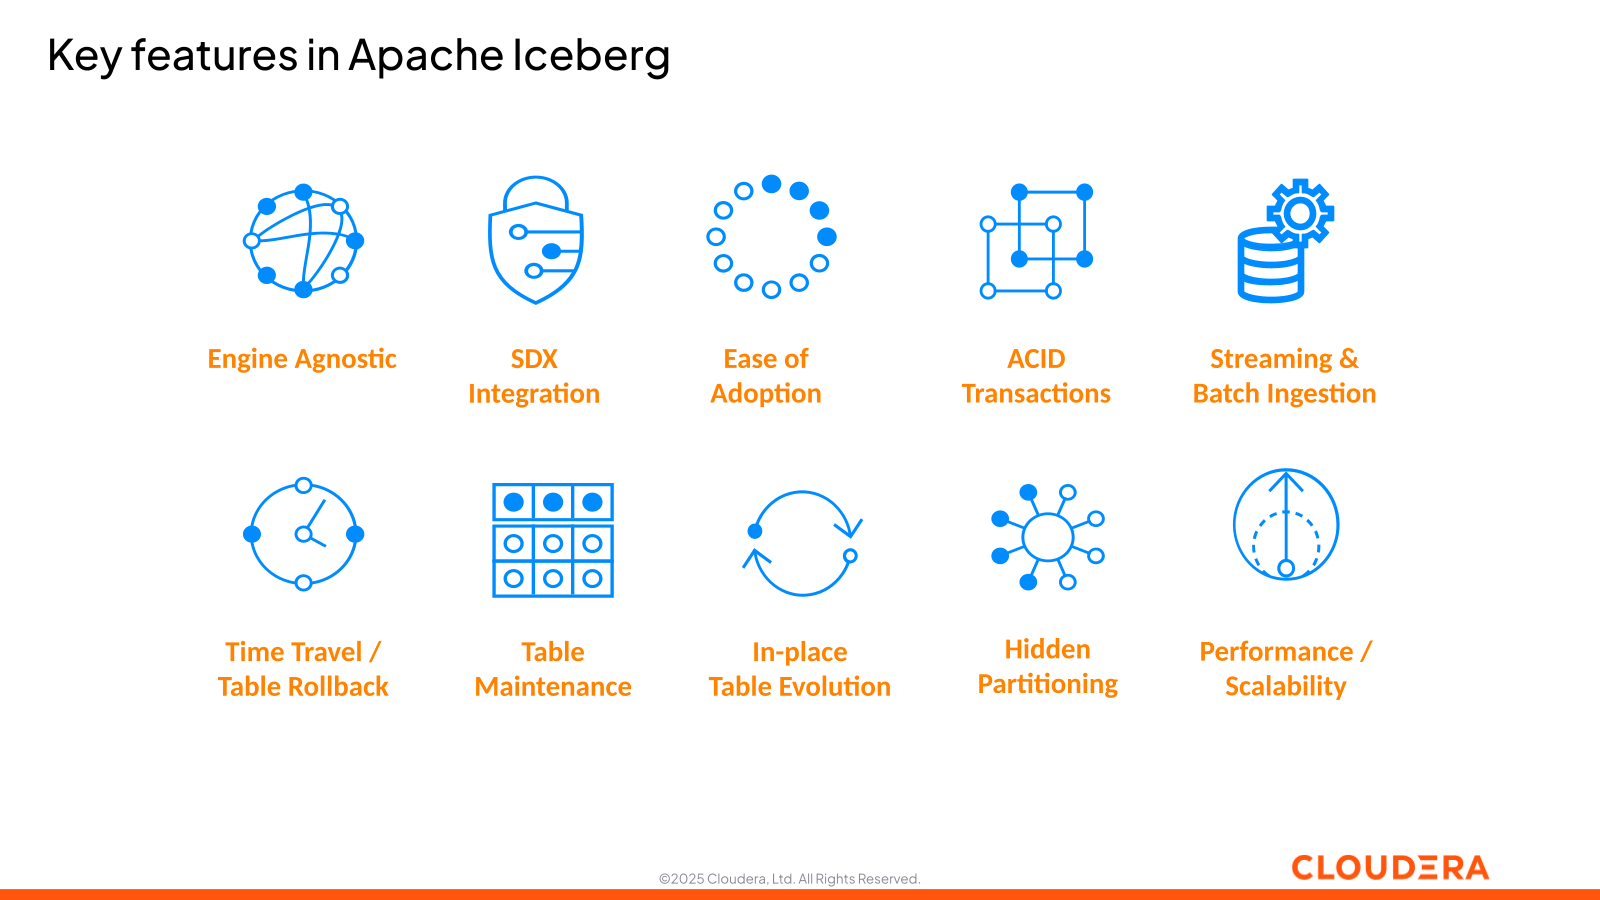 Key features in Apache Iceberg
Engine Agnostic
SDX
Integration
Ease of
Adoption
ACID
Transactions
Streaming &
Batch Ingestion
Time Travel /
Table Rollback
Table
Maintenance
In-place
Table Evolution
Hidden
Partitioning
Performance /
Scalability
©2025 Cloudera, Ltd. All Rights Reserved.
CLOUDERA